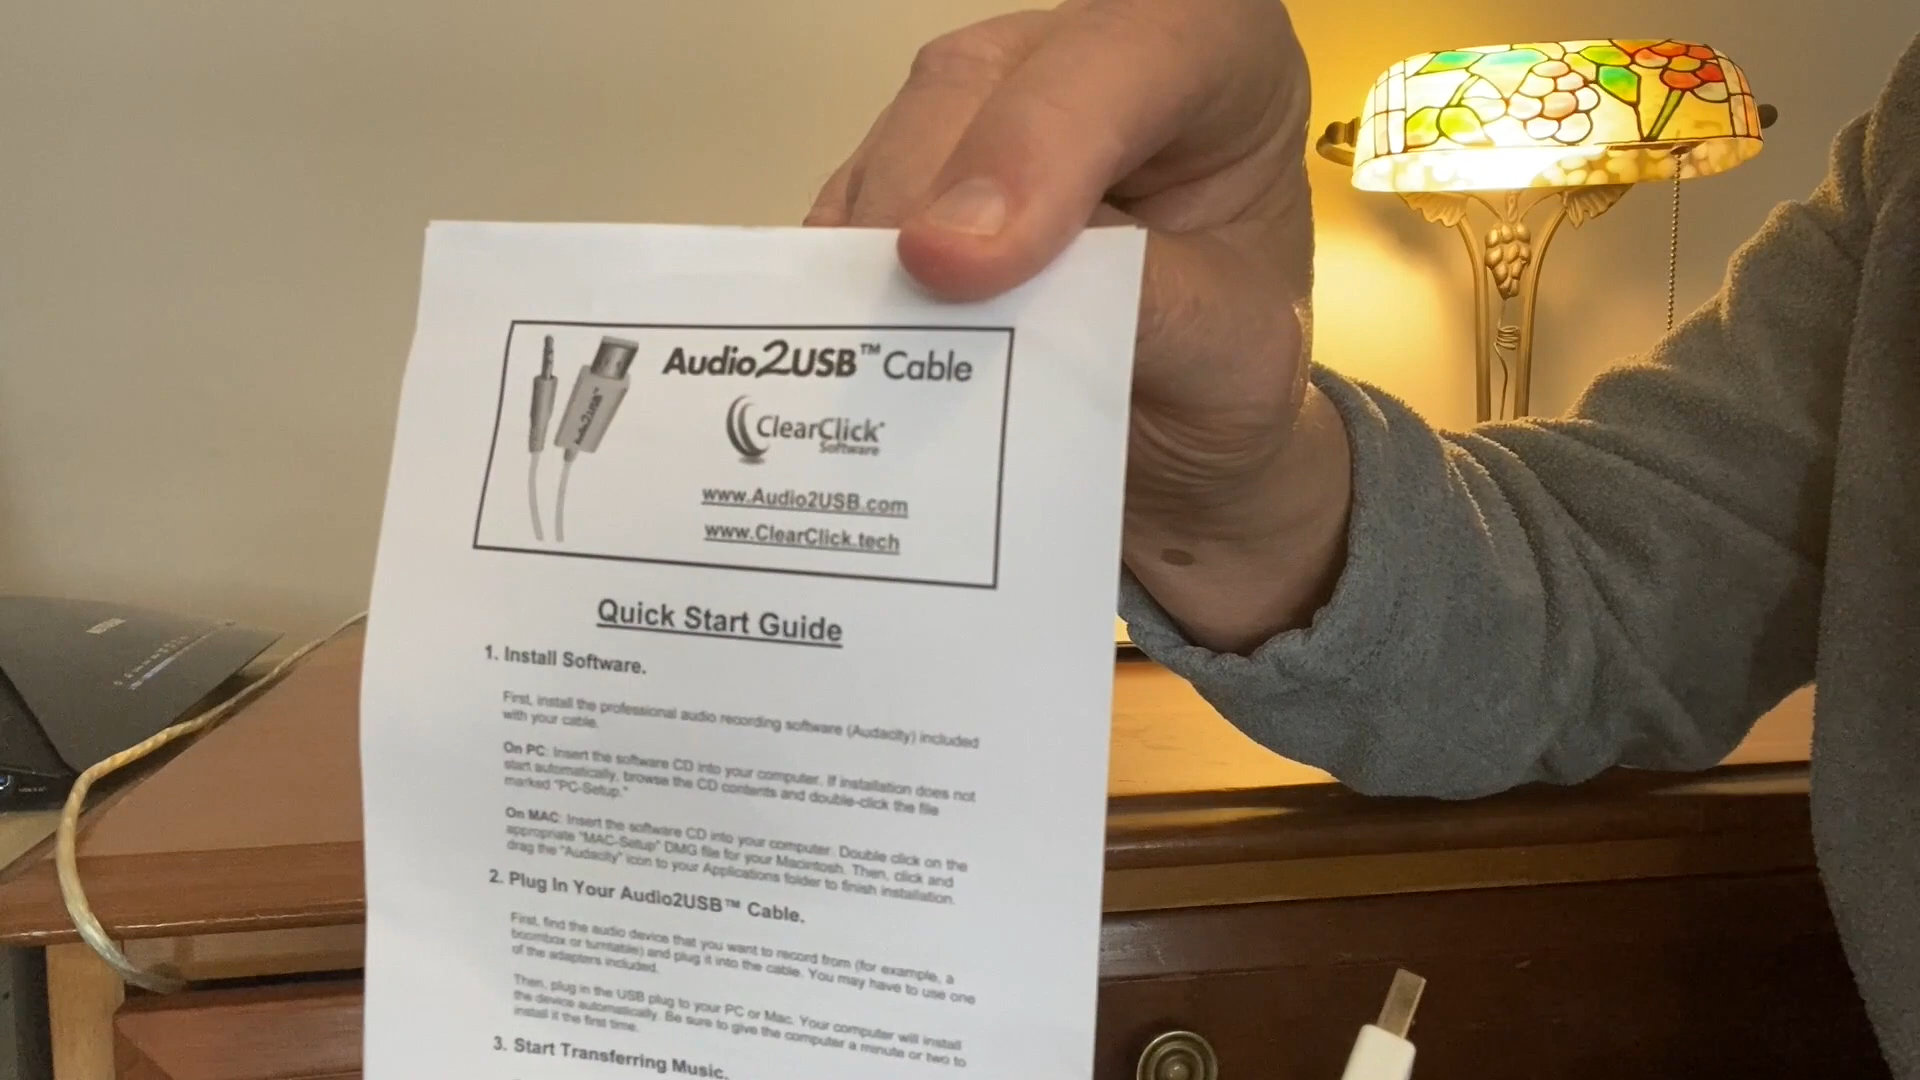 Audio2USB™ Cable
Audio2USB™
ClearClick®
Software
www.Audio2USB.com
www.ClearClick.tech
Quick Start Guide
1. Install Software.
First, install the professional audio recording software (Audacity) included
with your cable.
On PC: Insert the software CD into your computer. If installation does not
start automatically, browse the CD contents and double-click the file
marked "PC-Setup."
On MAC: Insert the software CD into your computer. Double click on the
appropriate "MAC-Setup" DMG file for your Macintosh. Then, click and
drag the "Audacity" icon to your Applications folder to finish installation.
2. Plug In Your Audio2USB™ Cable.
First, find the audio device that you want to record from (for example, a
boombox or turntable) and plug it into the cable. You may have to use one
of the adapters included.
Then, plug in the USB plug to your PC or Mac. Your computer will install
the device automatically. Be sure to give the computer a minute or two to
install it the first time.
3. Start Transferring Music.